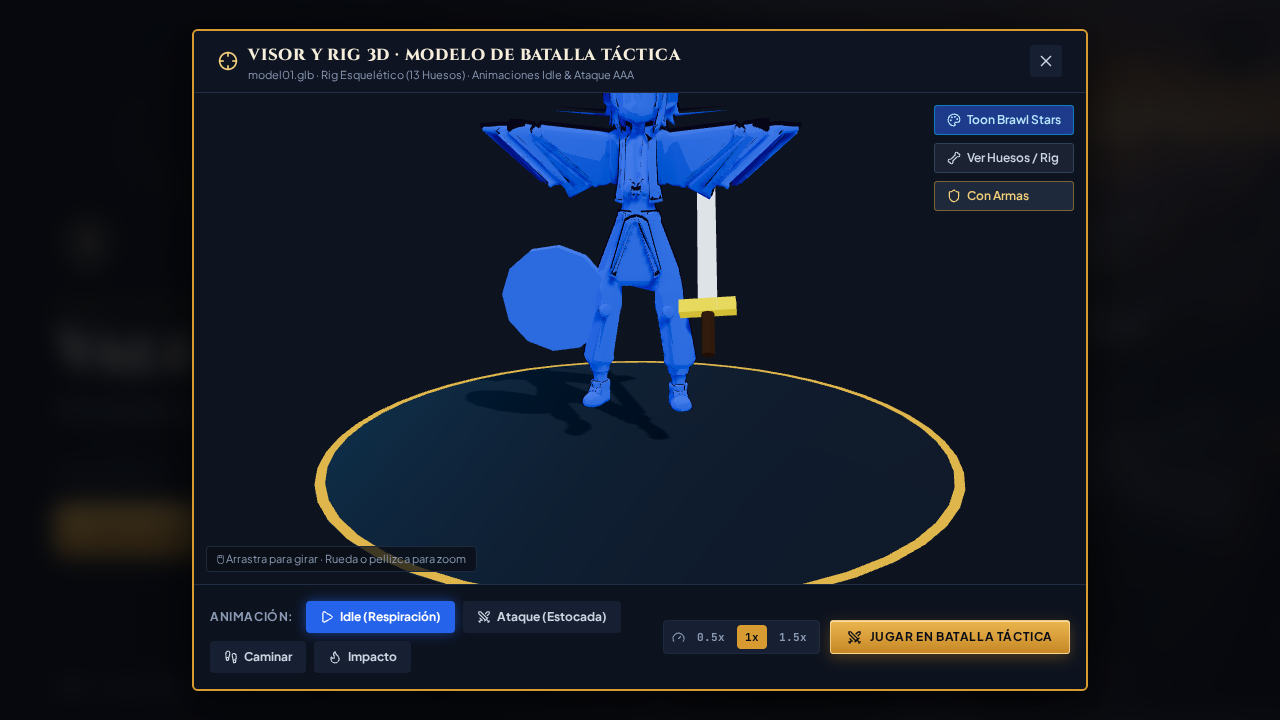 VISOR Y RIG 3D · MODELO DE BATALLA TÁCTICA
model01.glb · Rig Esquelético (13 Huesos) · Animaciones Idle & Ataque AAA
Toon Brawl Stars
Ver Huesos / Rig
Con Armas
Arrastra para girar · Rueda o pellizca para zoom
ANIMACIÓN:
Idle (Respiración)
Ataque (Estocada)
Caminar
Impacto
0.5x
1x
1.5x
JUGAR EN BATALLA TÁCTICA